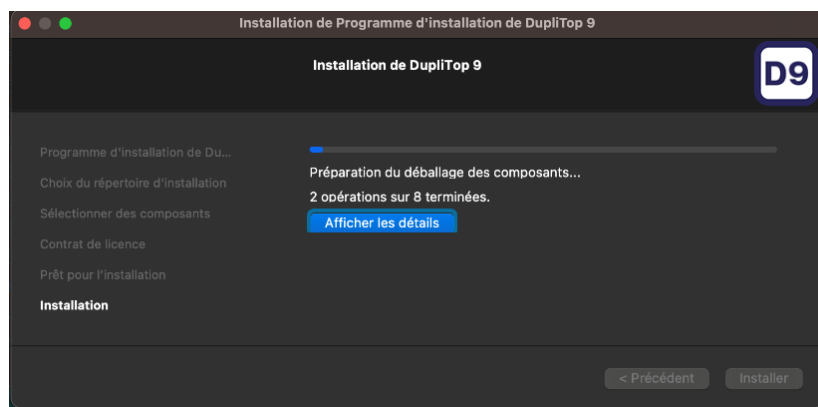 Installation de Programme d'installation de DupliTop 9
Installation de DupliTop 9
D9
Programme d'installation de Du...
Choix du répertoire d'installation
Sélectionner des composants
Contrat de licence
Prêt pour l'installation
Installation
Préparation du déballage des composants...
2 opérations sur 8 terminées.
Afficher les détails
< Précédent
Installer